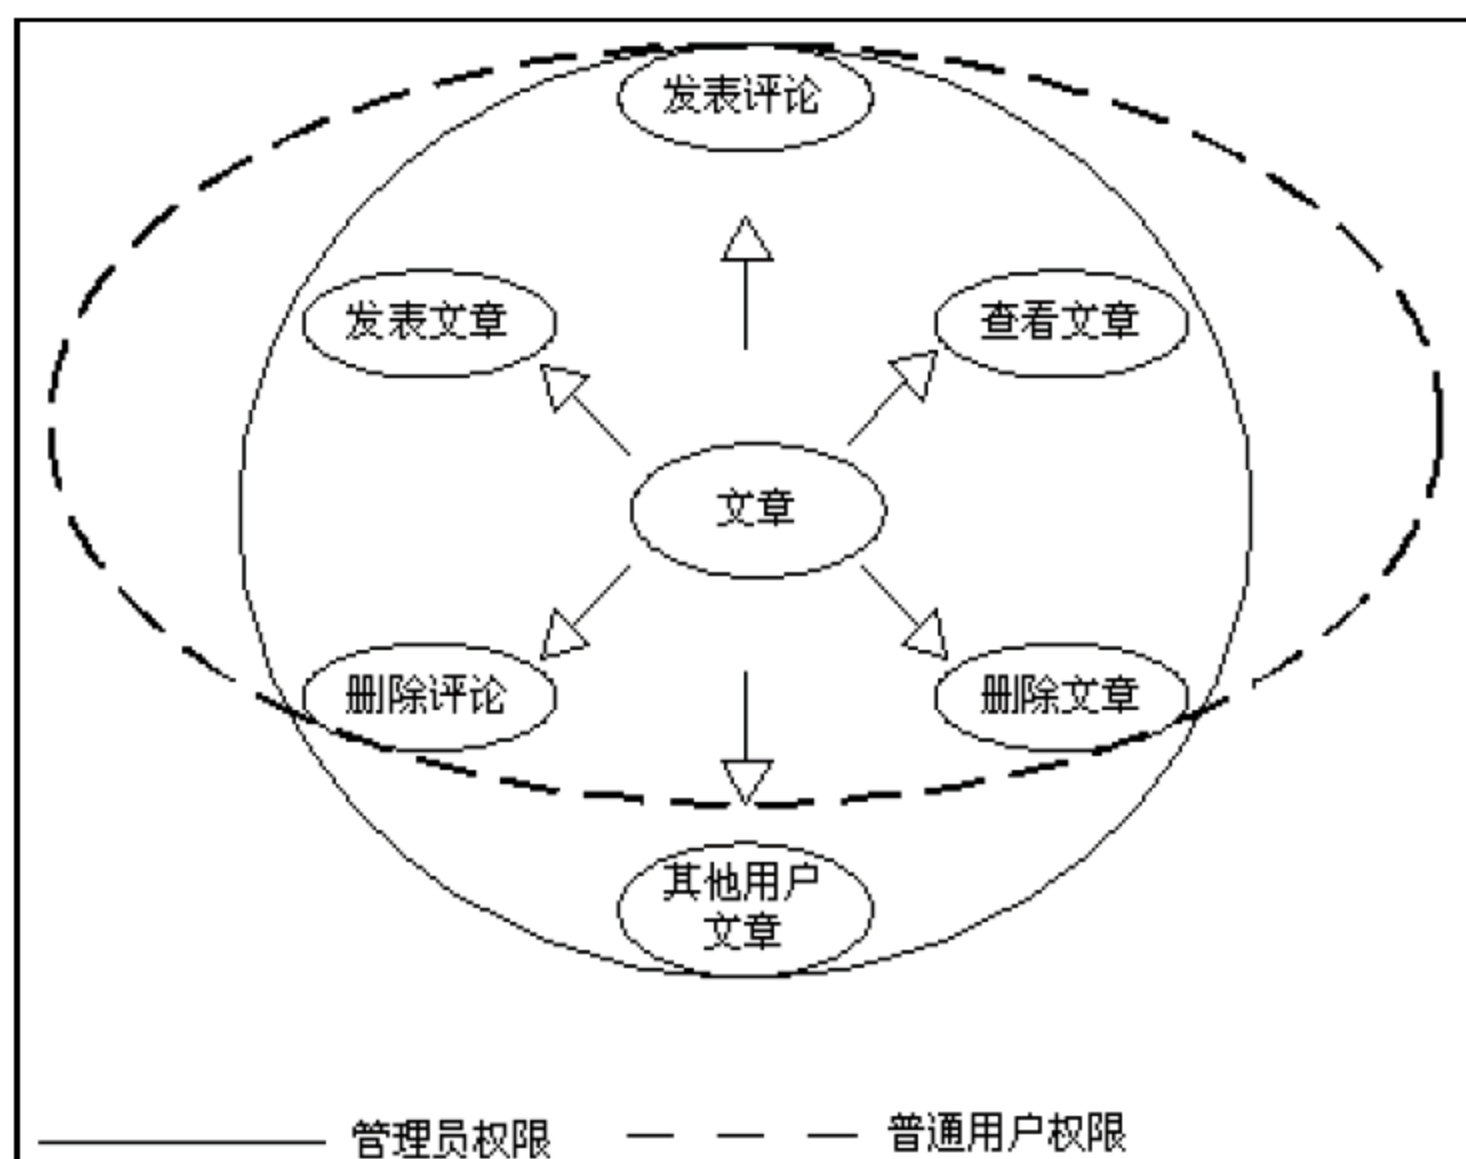 发表评论
发表文章
查看文章
文章
删除评论
删除文章
其他用户
文章
管理员权限
普通用户权限